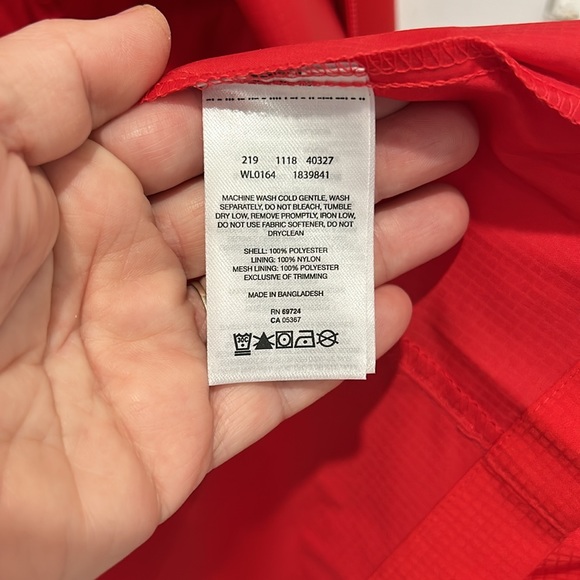 219 1118 40327
WL0164 1839841
MACHINE WASH COLD GENTLE, WASH
SEPARATELY, DO NOT BLEACH, TUMBLE
DRY LOW, REMOVE PROMPTLY, IRON LOW,
DO NOT USE FABRIC SOFTENER, DO NOT
DRYCLEAN
SHELL: 100% POLYESTER
LINING: 100% NYLON
MESH LINING: 100% POLYESTER
EXCLUSIVE OF TRIMMING
MADE IN BANGLADESH
RN 69724
CA 05367